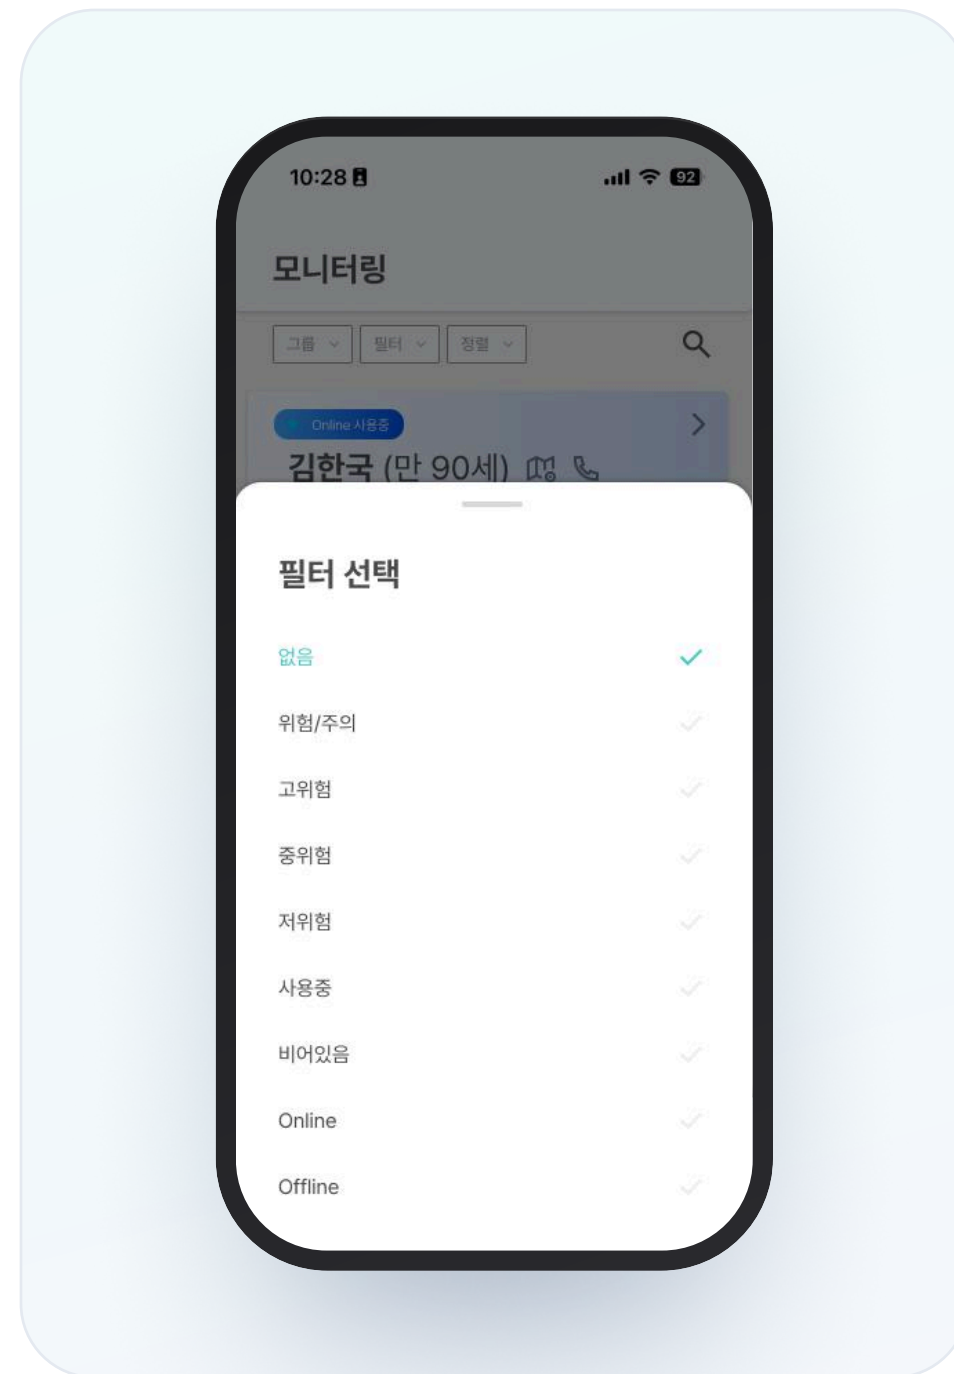 10:28 92
모니터링
그룹 필터 정렬
Online 사용중
김한국 (만 90세)
필터 선택
없음
위험/주의
고위험
중위험
저위험
사용중
비어있음
Online
Offline